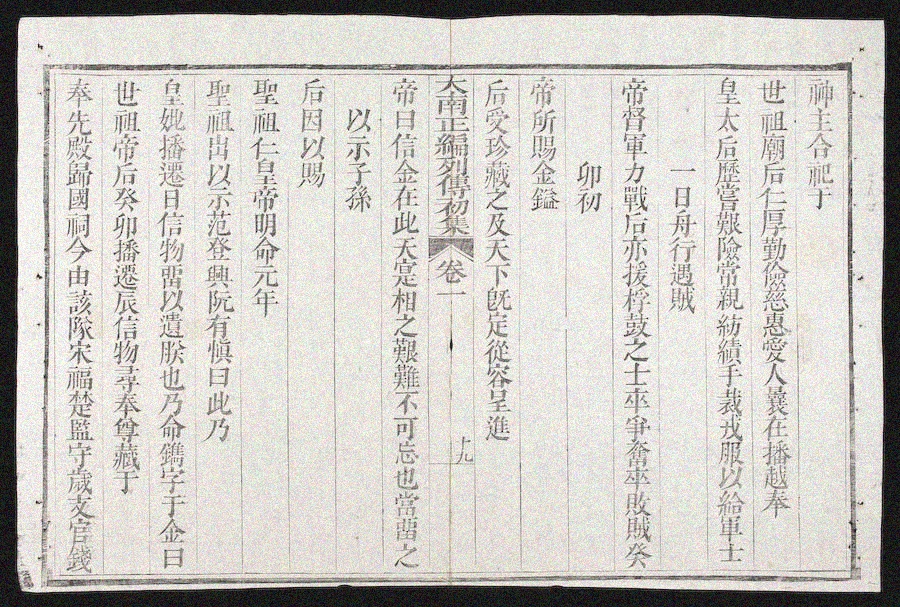 神主合祀于
世祖廟后仁厚勤儉慈惠愛人曩在播越奉
皇太后歷嘗艱險常親紡績手裁戎服以給軍士
一日舟行遇賊
帝督軍力戰后亦援桴鼓之士卒爭奮卒敗賊癸
卯初
帝所賜金鎰
后受珍藏之及天下旣定從容呈進
大南正編列傳初集 卷一 十九
帝曰信金在此天寔相之艱難不可忘也當畱之
以示子孫
后因以賜
聖祖仁皇帝明命元年
聖祖出以示范登興阮有慎曰此乃
皇妣播遷日信物畱以遺朕也乃命鐫字于金曰
世祖帝后癸卯播遷辰信物尋奉尊藏于
奉先殿歸國祠今由該隊宋福楚監守歲支官錢